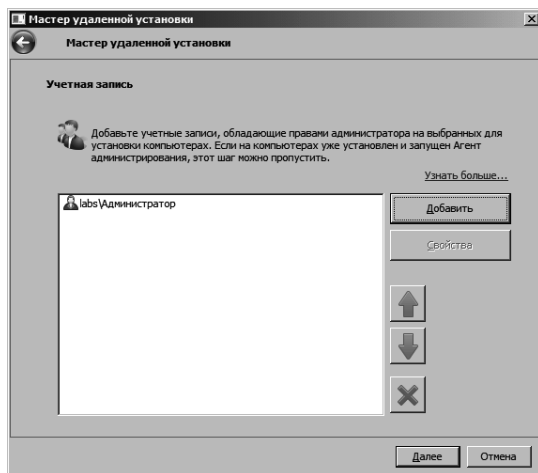 Мастер удаленной установки
Мастер удаленной установки
Учетная запись
Добавьте учетные записи, обладающие правами администратора на выбранных для
установки компьютерах. Если на компьютерах уже установлен и запущен Агент
администрирования, этот шаг можно пропустить.
Узнать больше...
labs\Администратор
Добавить
Свойства
Далее
Отмена